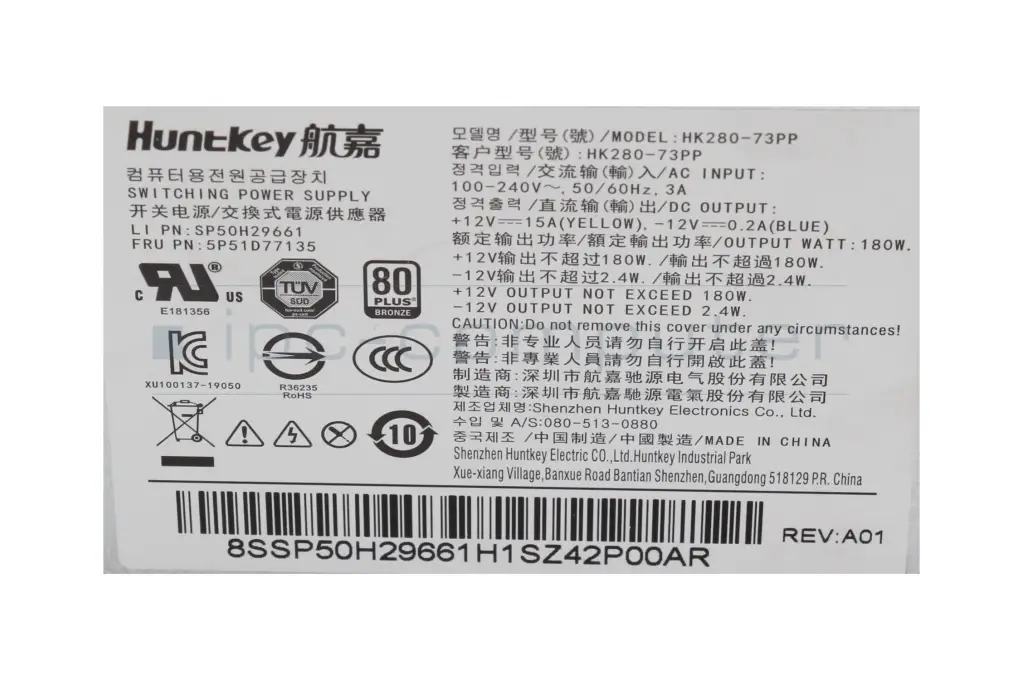 Huntkey 航嘉
컴퓨터용전원공급장치
SWITCHING POWER SUPPLY
开关电源/交換式電源供應器
LI PN:SP50H29661
FRU PN:5P51D77135
c RU US ®
E181356
TÜV
SÜD
80
PLUS®
BRONZE
XU100137-19050
R36235
RoHS
CCC
10
모델명 /型号(號)/MODEL:HK280-73PP
客户型号(號):HK280-73PP
정격입력 /交流输(輸)入/AC INPUT:
100-240V～, 50/60Hz, 3A
정격출력 /直流输(輸)出/DC OUTPUT:
+12V⎓15A(YELLOW), -12V⎓0.2A(BLUE)
额定输出功率/額定輸出功率/OUTPUT WATT:180W.
+12V输出不超过180W. /輸出不超過180W.
-12V输出不超过2.4W. /輸出不超過2.4W.
+12V OUTPUT NOT EXCEED 180W.
-12V OUTPUT NOT EXCEED 2.4W.
CAUTION:Do not remove this cover under any circumstances!
警告:非专业人员请勿自行开启此盖!
警告:非專業人員請勿自行開啟此蓋!
制造商:深圳市航嘉驰源电气股份有限公司
製造商:深圳市航嘉馳源電氣股份有限公司
제조업체명:Shenzhen Huntkey Electronics Co., Ltd.
수입 및 A/S:080-513-0880
중국제조 /中国制造/中國製造/MADE IN CHINA
Shenzhen Huntkey Electric CO.,Ltd.Huntkey Industrial Park
Xue-xiang Village,Banxue Road Bantian Shenzhen,Guangdong 518129 P.R. China
8SSP50H29661H1SZ42P00AR
REV:A01
ipc-computer